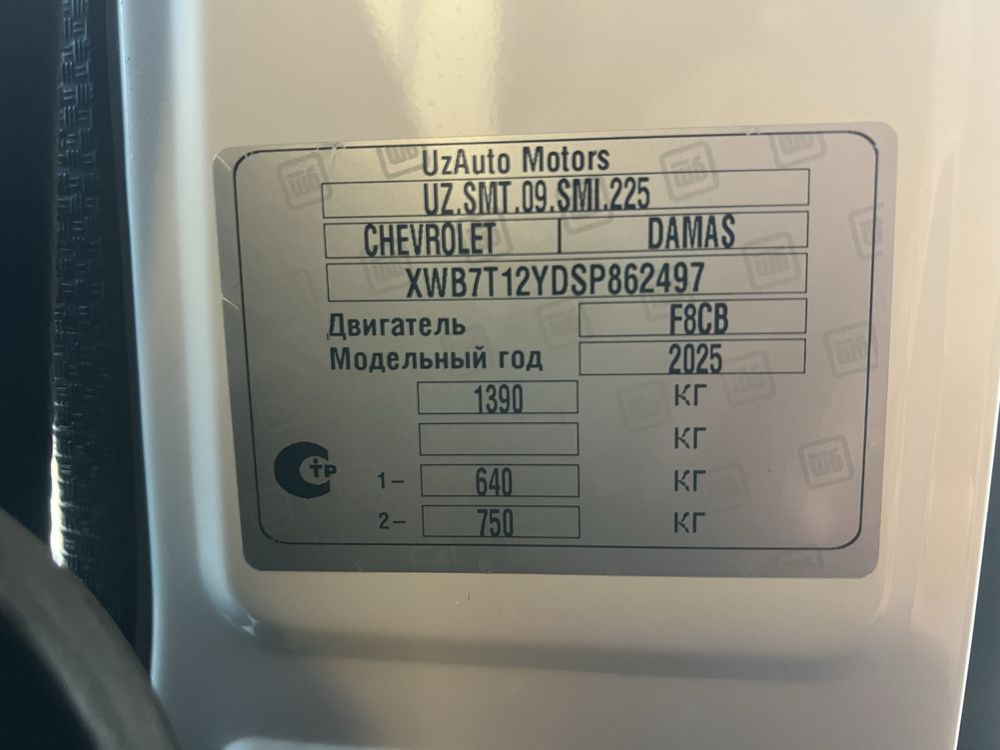 UzAuto Motors
UZ.SMT.09.SMI.225
CHEVROLET DAMAS
XWB7T12YDSP862497
Двигатель F8CB
Модельный год 2025
1390 КГ
КГ
СТР 1– 640 КГ
2– 750 КГ